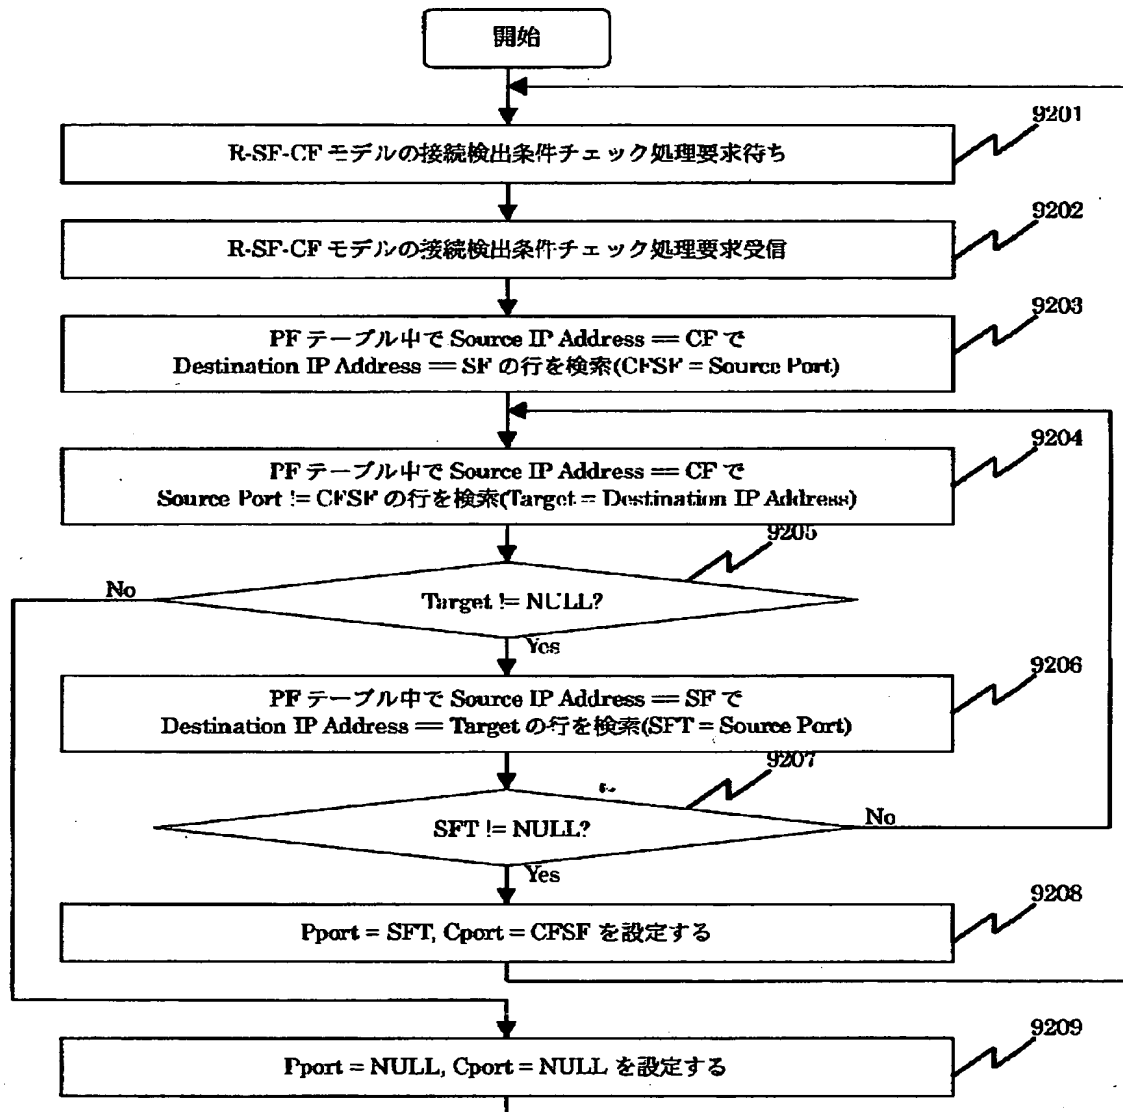 開始
9201
R-SF-CF モデルの接続検出条件チェック処理要求待ち
9202
R-SF-CF モデルの接続検出条件チェック処理要求受信
9203
PF テーブル中で Source IP Address == CF で
Destination IP Address == SF の行を検索(CFSF = Source Port)
9204
PF テーブル中で Source IP Address == CF で
Source Port != CFSF の行を検索(Target = Destination IP Address)
9205
No
Target != NULL?
Yes
9206
PF テーブル中で Source IP Address == SF で
Destination IP Address == Target の行を検索(SFT = Source Port)
9207
SFT != NULL?
No
Yes
9208
Pport = SFT, Cport = CFSF を設定する
9209
Pport = NULL, Cport = NULL を設定する